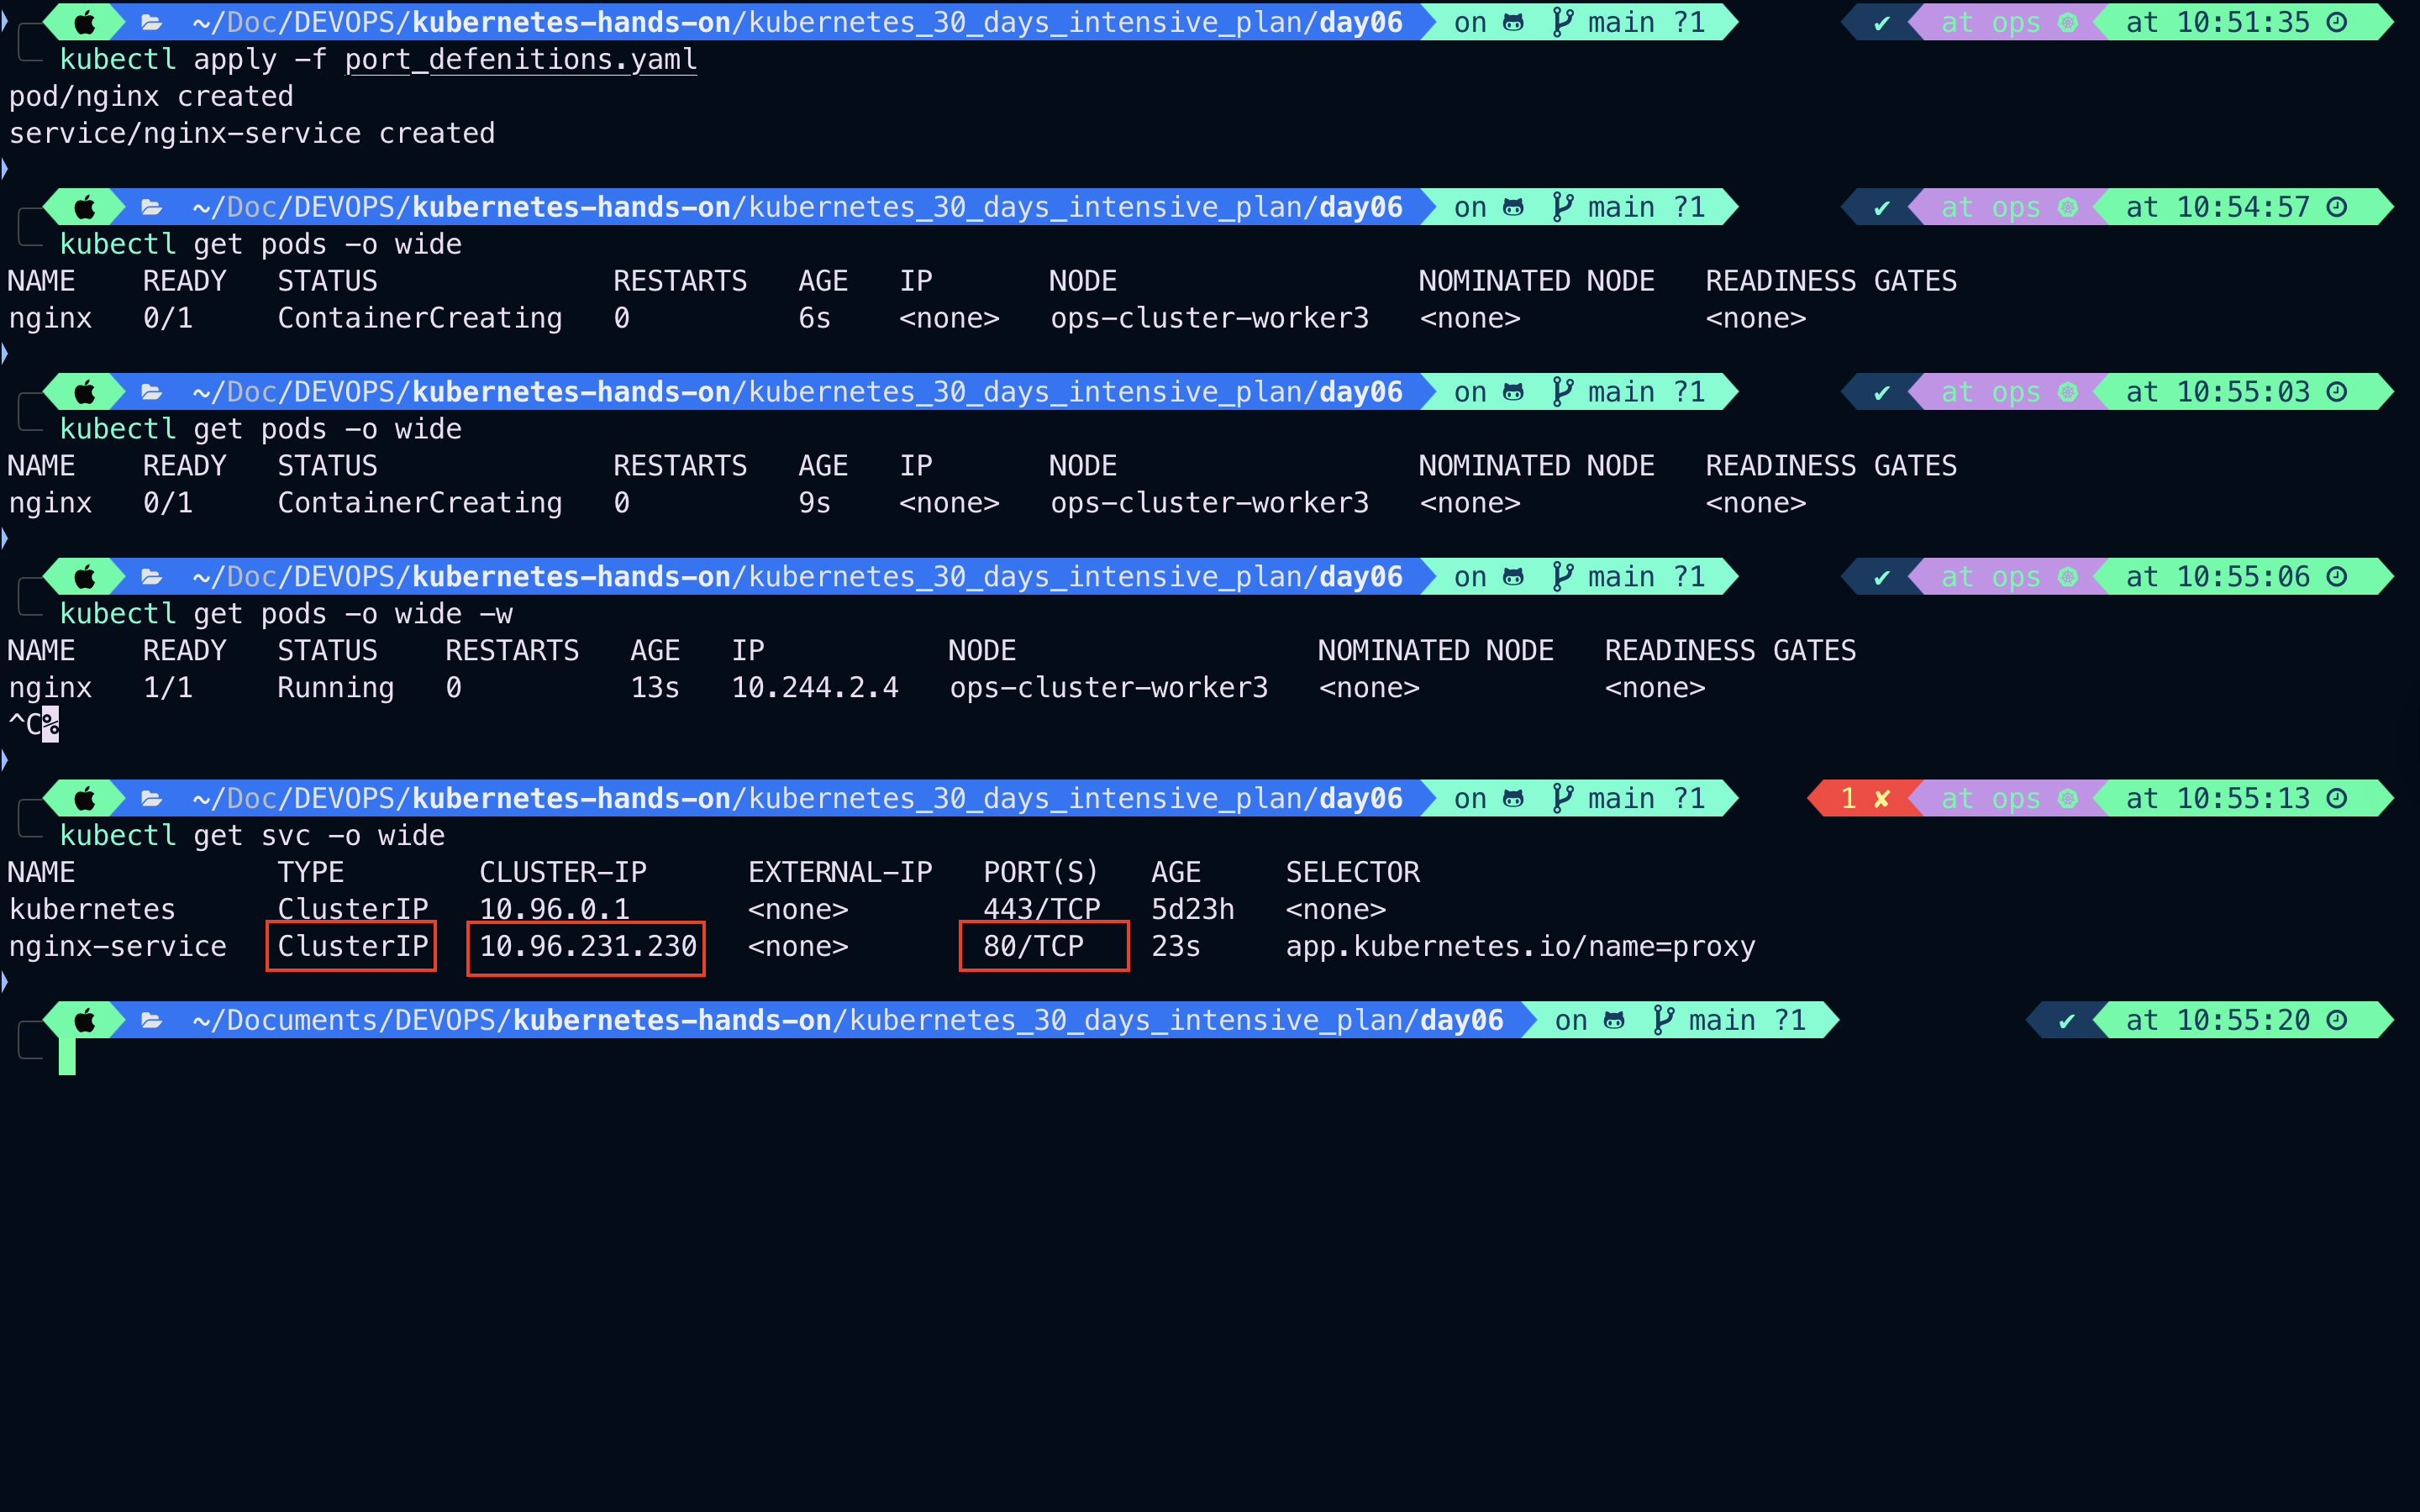 ~/Doc/DEVOPS/kubernetes-hands-on/kubernetes_30_days_intensive_plan/day06 on main ?1 ✔ at ops at 10:51:35
kubectl apply -f port_defenitions.yaml
pod/nginx created
service/nginx-service created
~/Doc/DEVOPS/kubernetes-hands-on/kubernetes_30_days_intensive_plan/day06 on main ?1 ✔ at ops at 10:54:57
kubectl get pods -o wide
NAME READY STATUS RESTARTS AGE IP NODE NOMINATED NODE READINESS GATES
nginx 0/1 ContainerCreating 0 6s <none> ops-cluster-worker3 <none> <none>
~/Doc/DEVOPS/kubernetes-hands-on/kubernetes_30_days_intensive_plan/day06 on main ?1 ✔ at ops at 10:55:03
kubectl get pods -o wide
NAME READY STATUS RESTARTS AGE IP NODE NOMINATED NODE READINESS GATES
nginx 0/1 ContainerCreating 0 9s <none> ops-cluster-worker3 <none> <none>
~/Doc/DEVOPS/kubernetes-hands-on/kubernetes_30_days_intensive_plan/day06 on main ?1 ✔ at ops at 10:55:06
kubectl get pods -o wide -w
NAME READY STATUS RESTARTS AGE IP NODE NOMINATED NODE READINESS GATES
nginx 1/1 Running 0 13s 10.244.2.4 ops-cluster-worker3 <none> <none>
^C%
~/Doc/DEVOPS/kubernetes-hands-on/kubernetes_30_days_intensive_plan/day06 on main ?1 1 ✘ at ops at 10:55:13
kubectl get svc -o wide
NAME TYPE CLUSTER-IP EXTERNAL-IP PORT(S) AGE SELECTOR
kubernetes ClusterIP 10.96.0.1 <none> 443/TCP 5d23h <none>
nginx-service ClusterIP 10.96.231.230 <none> 80/TCP 23s app.kubernetes.io/name=proxy
~/Documents/DEVOPS/kubernetes-hands-on/kubernetes_30_days_intensive_plan/day06 on main ?1 ✔ at 10:55:20